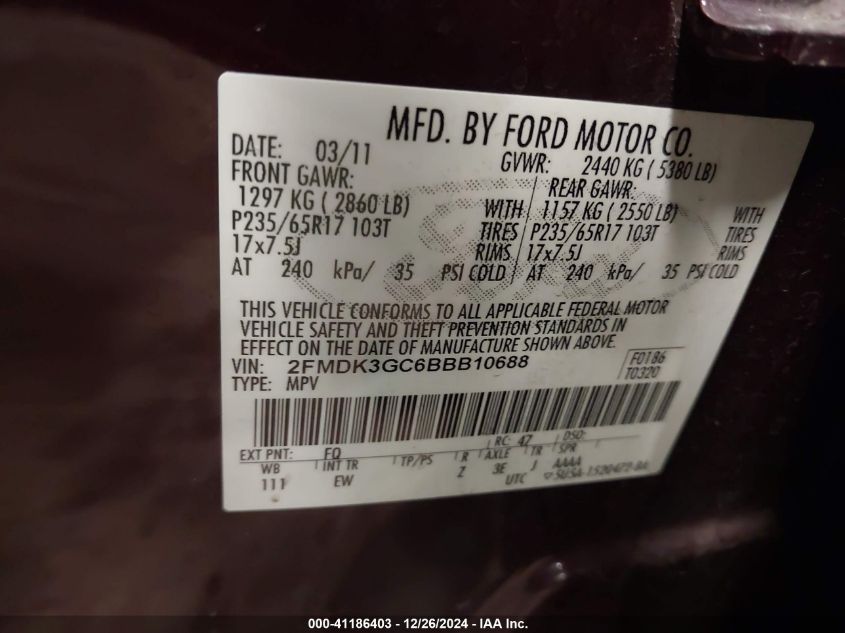 MFD. BY FORD MOTOR CO.
DATE: 03/11 GVWR: 2440 KG ( 5380 LB)
FRONT GAWR: REAR GAWR:
1297 KG ( 2860 LB) WITH 1157 KG ( 2550 LB) WITH
P235/65R17 103T TIRES P235/65R17 103T TIRES
17x7.5J RIMS 17x7.5J RIMS
AT 240 kPa/ 35 PSI COLD AT 240 kPa/ 35 PSI COLD
THIS VEHICLE CONFORMS TO ALL APPLICABLE FEDERAL MOTOR
VEHICLE SAFETY AND THEFT PREVENTION STANDARDS IN
EFFECT ON THE DATE OF MANUFACTURE SHOWN ABOVE.
VIN: 2FMDK3GC6BBB10688 F0186
TYPE: MPV T0320
EXT PNT: FQ RC: 47 DSO:
WB INT TR TP/PS R AXLE TR SPR
111 EW Z 3E J AAAA
UTC 5U5A-1520472-BA
000-41186403 - 12/26/2024 - IAA Inc.